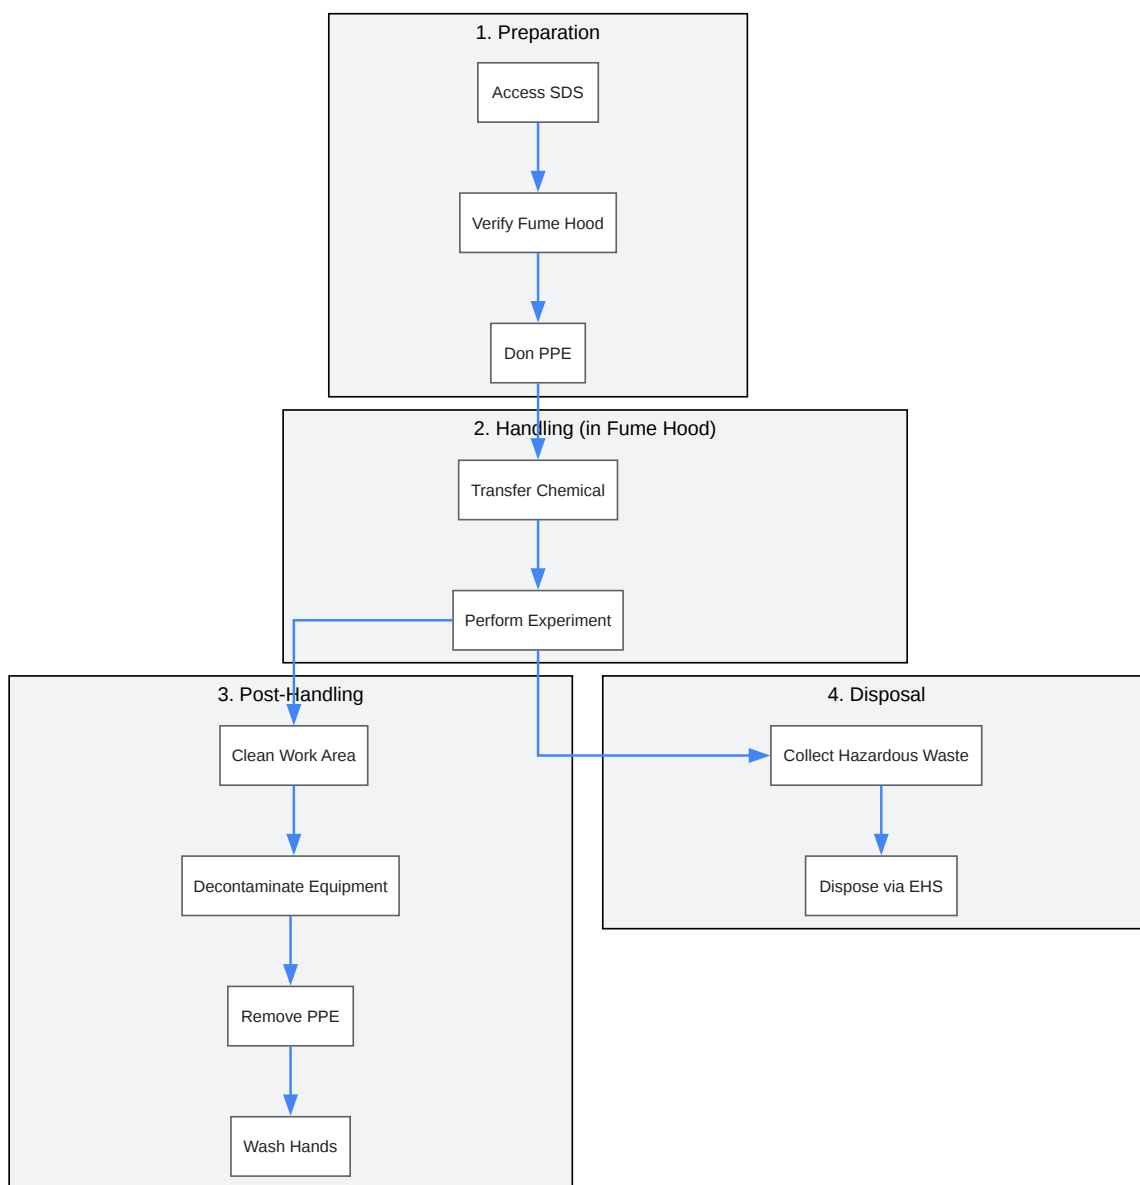 1. Preparation
Access SDS
Verify Fume Hood
Don PPE
2. Handling (in Fume Hood)
Transfer Chemical
Perform Experiment
3. Post-Handling
Clean Work Area
Decontaminate Equipment
Remove PPE
Wash Hands
4. Disposal
Collect Hazardous Waste
Dispose via EHS